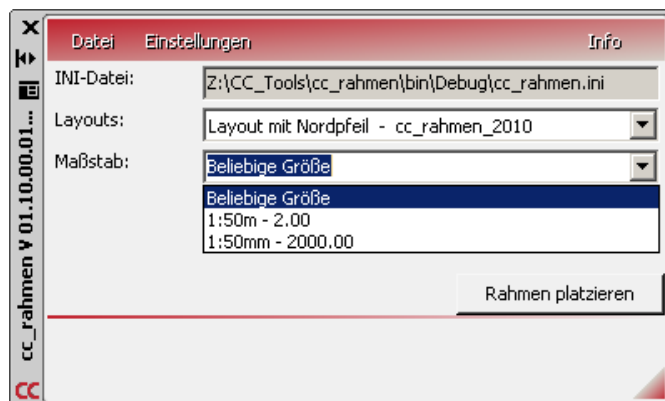 Datei Einstellungen Info
INI-Datei: Z:\CC_Tools\cc_rahmen\bin\Debug\cc_rahmen.ini
Layouts: Layout mit Nordpfeil - cc_rahmen_2010
Maßstab: Beliebige Größe
Beliebige Größe
1:50m - 2.00
1:50mm - 2000.00
Rahmen platzieren
cc_rahmen V 01.10.00.01...
CC